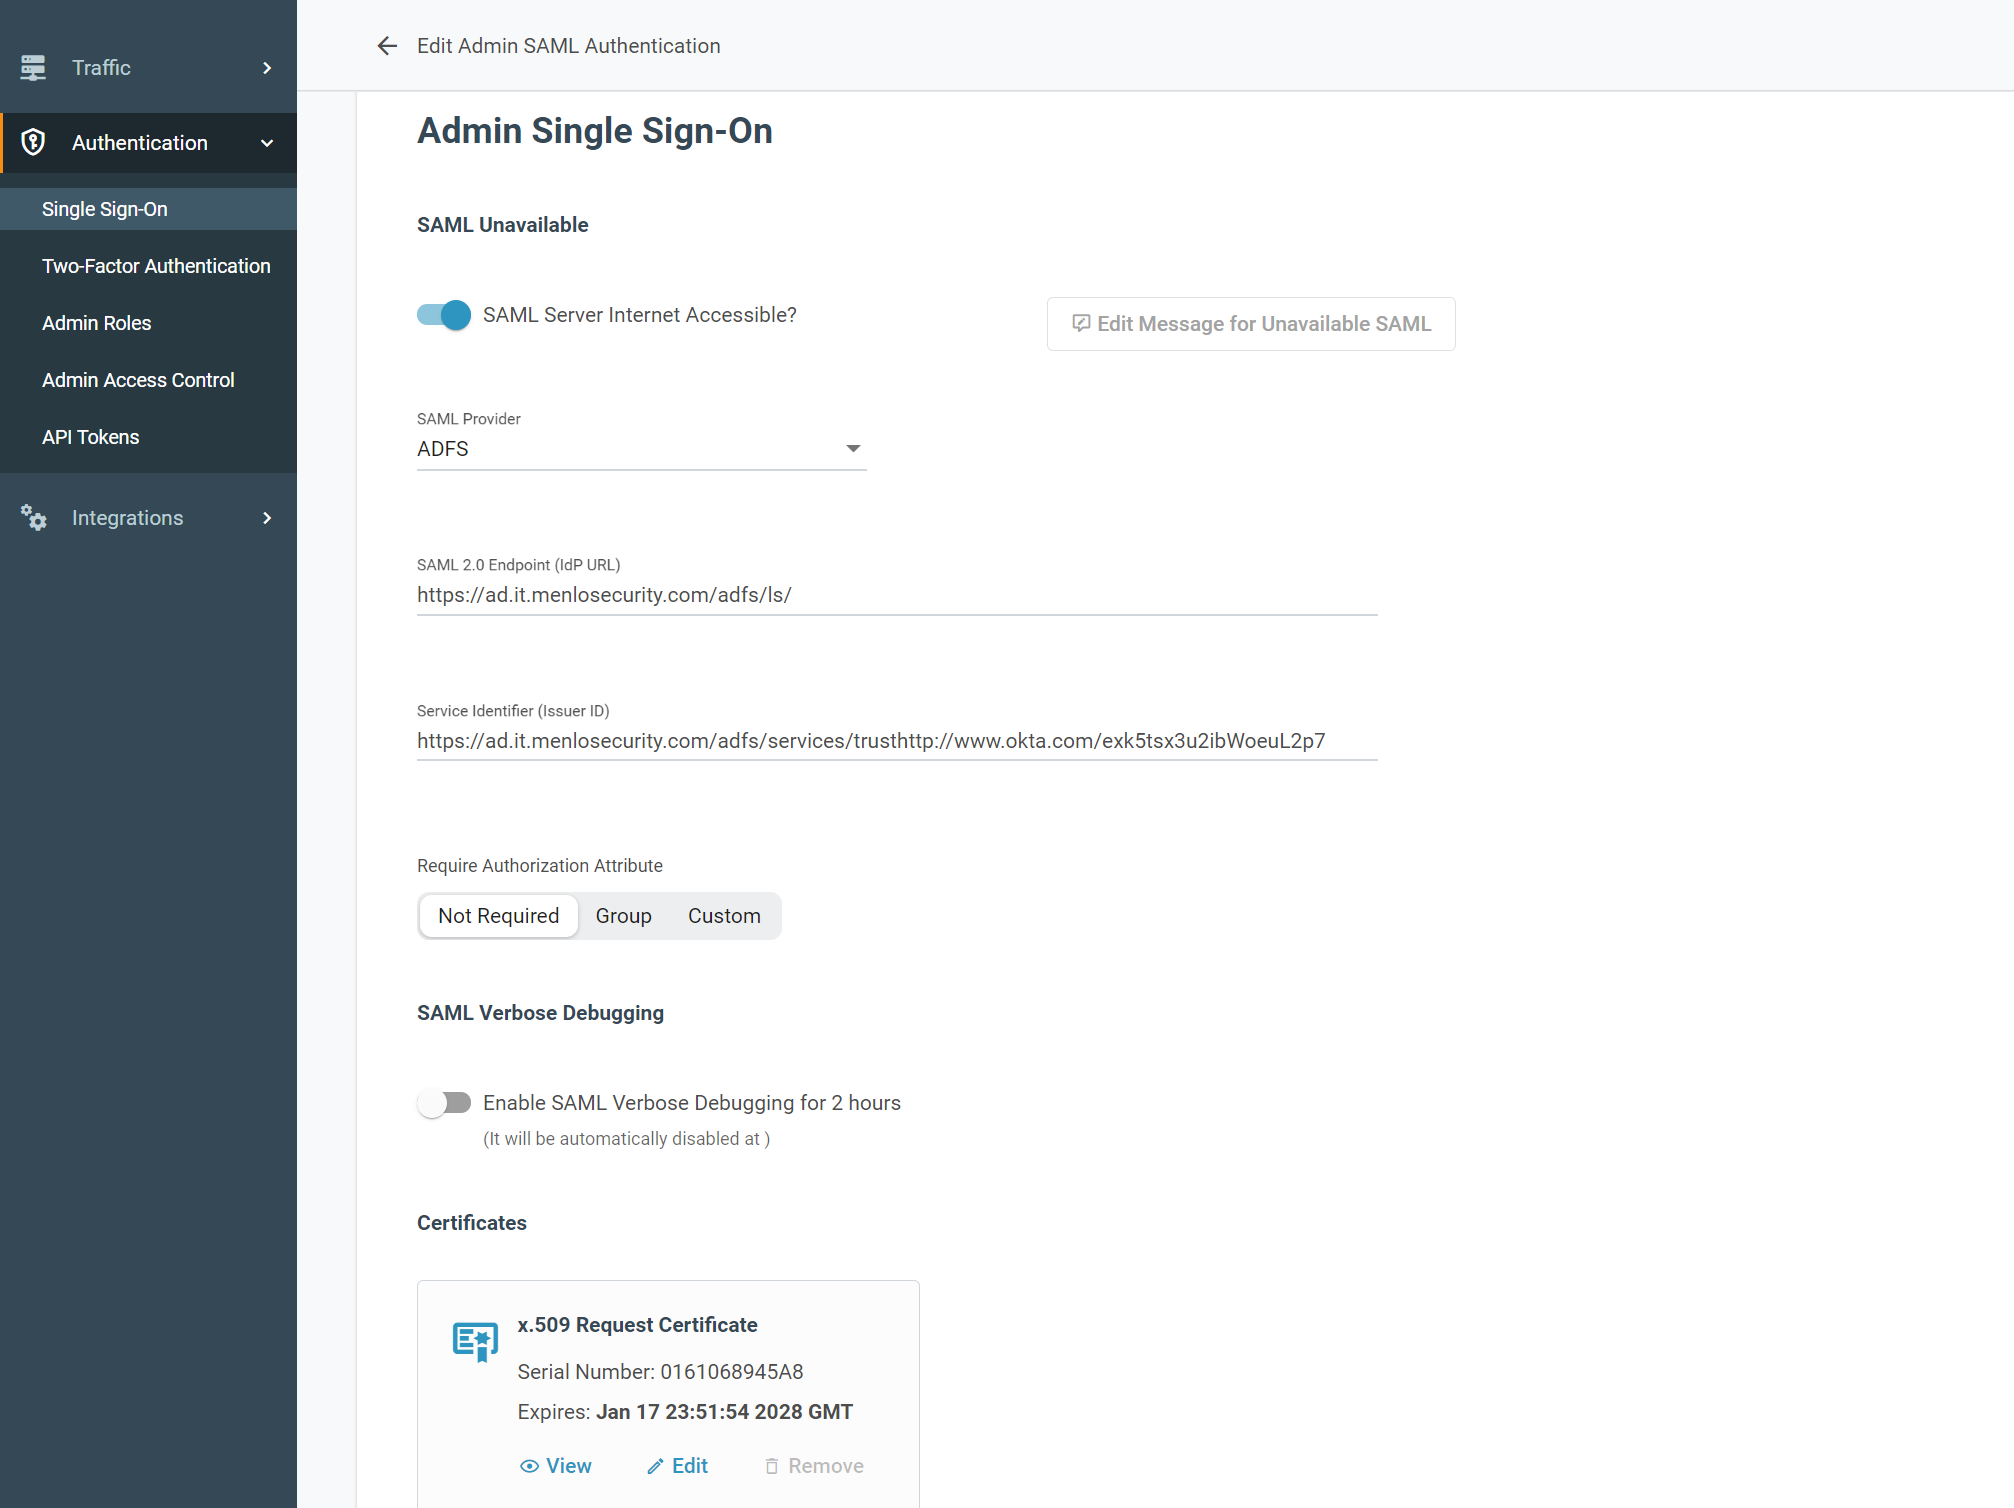 Traffic
Authentication
Single Sign-On
Two-Factor Authentication
Admin Roles
Admin Access Control
API Tokens
Integrations
Edit Admin SAML Authentication
Admin Single Sign-On
SAML Unavailable
SAML Server Internet Accessible?
Edit Message for Unavailable SAML
SAML Provider
ADFS
SAML 2.0 Endpoint (IdP URL)
https://ad.it.menlosecurity.com/adfs/ls/
Service Identifier (Issuer ID)
https://ad.it.menlosecurity.com/adfs/services/trusthttp://www.okta.com/exk5tsx3u2ibWoeuL2p7
Require Authorization Attribute
Not Required Group Custom
SAML Verbose Debugging
Enable SAML Verbose Debugging for 2 hours
(It will be automatically disabled at )
Certificates
x.509 Request Certificate
Serial Number: 0161068945A8
Expires: Jan 17 23:51:54 2028 GMT
View Edit Remove